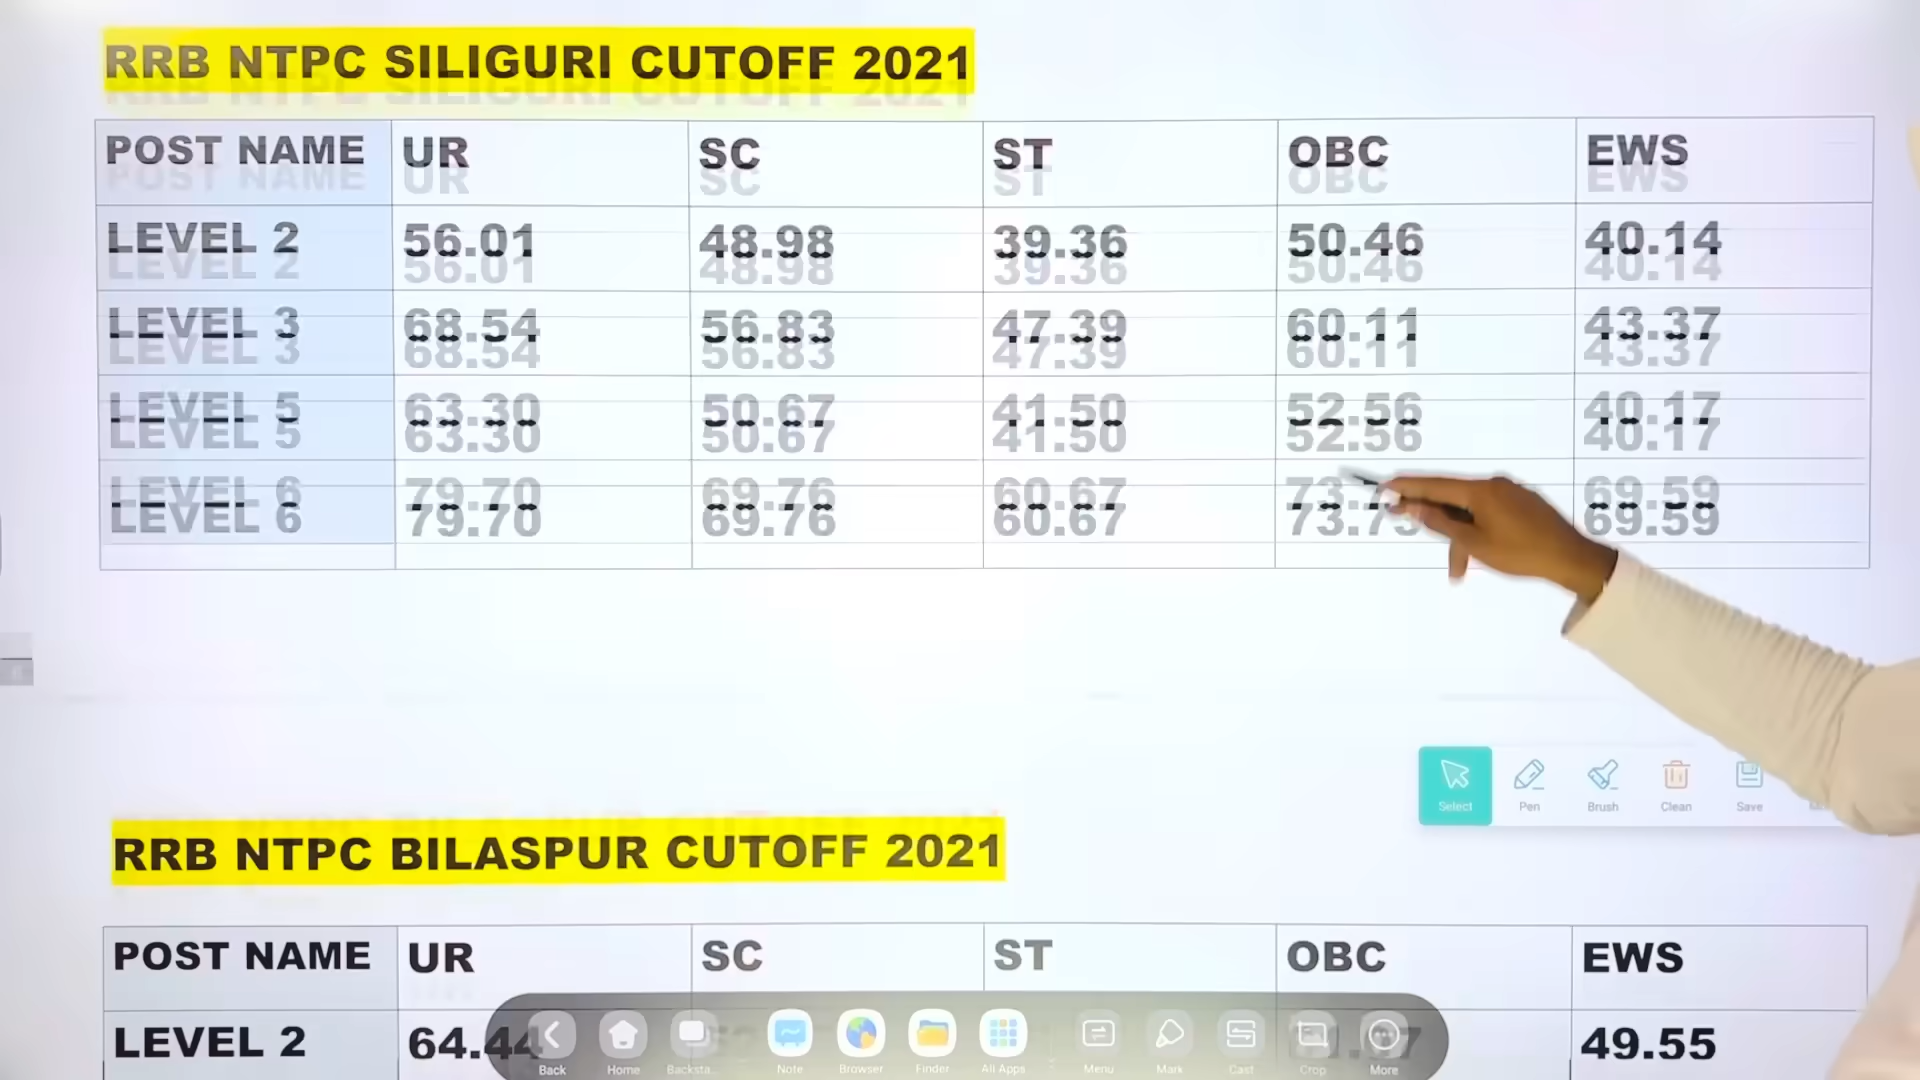 RRB NTPC SILIGURI CUTOFF 2021
POST NAME UR SC ST OBC EWS
LEVEL 2 56.01 48.98 39.36 50.46 40.14
LEVEL 3 68.54 56.83 47.39 60.11 43.37
LEVEL 5 63.30 50.67 41.50 52.56 40.17
LEVEL 6 79.70 69.76 60.67 69.59
Select Pen Brush Clean Save
RRB NTPC BILASPUR CUTOFF 2021
POST NAME UR SC ST OBC EWS
LEVEL 2 64.44 49.55
Back Home Backsta... Note Browser Finder All Apps Menu Mark Cast Crop More